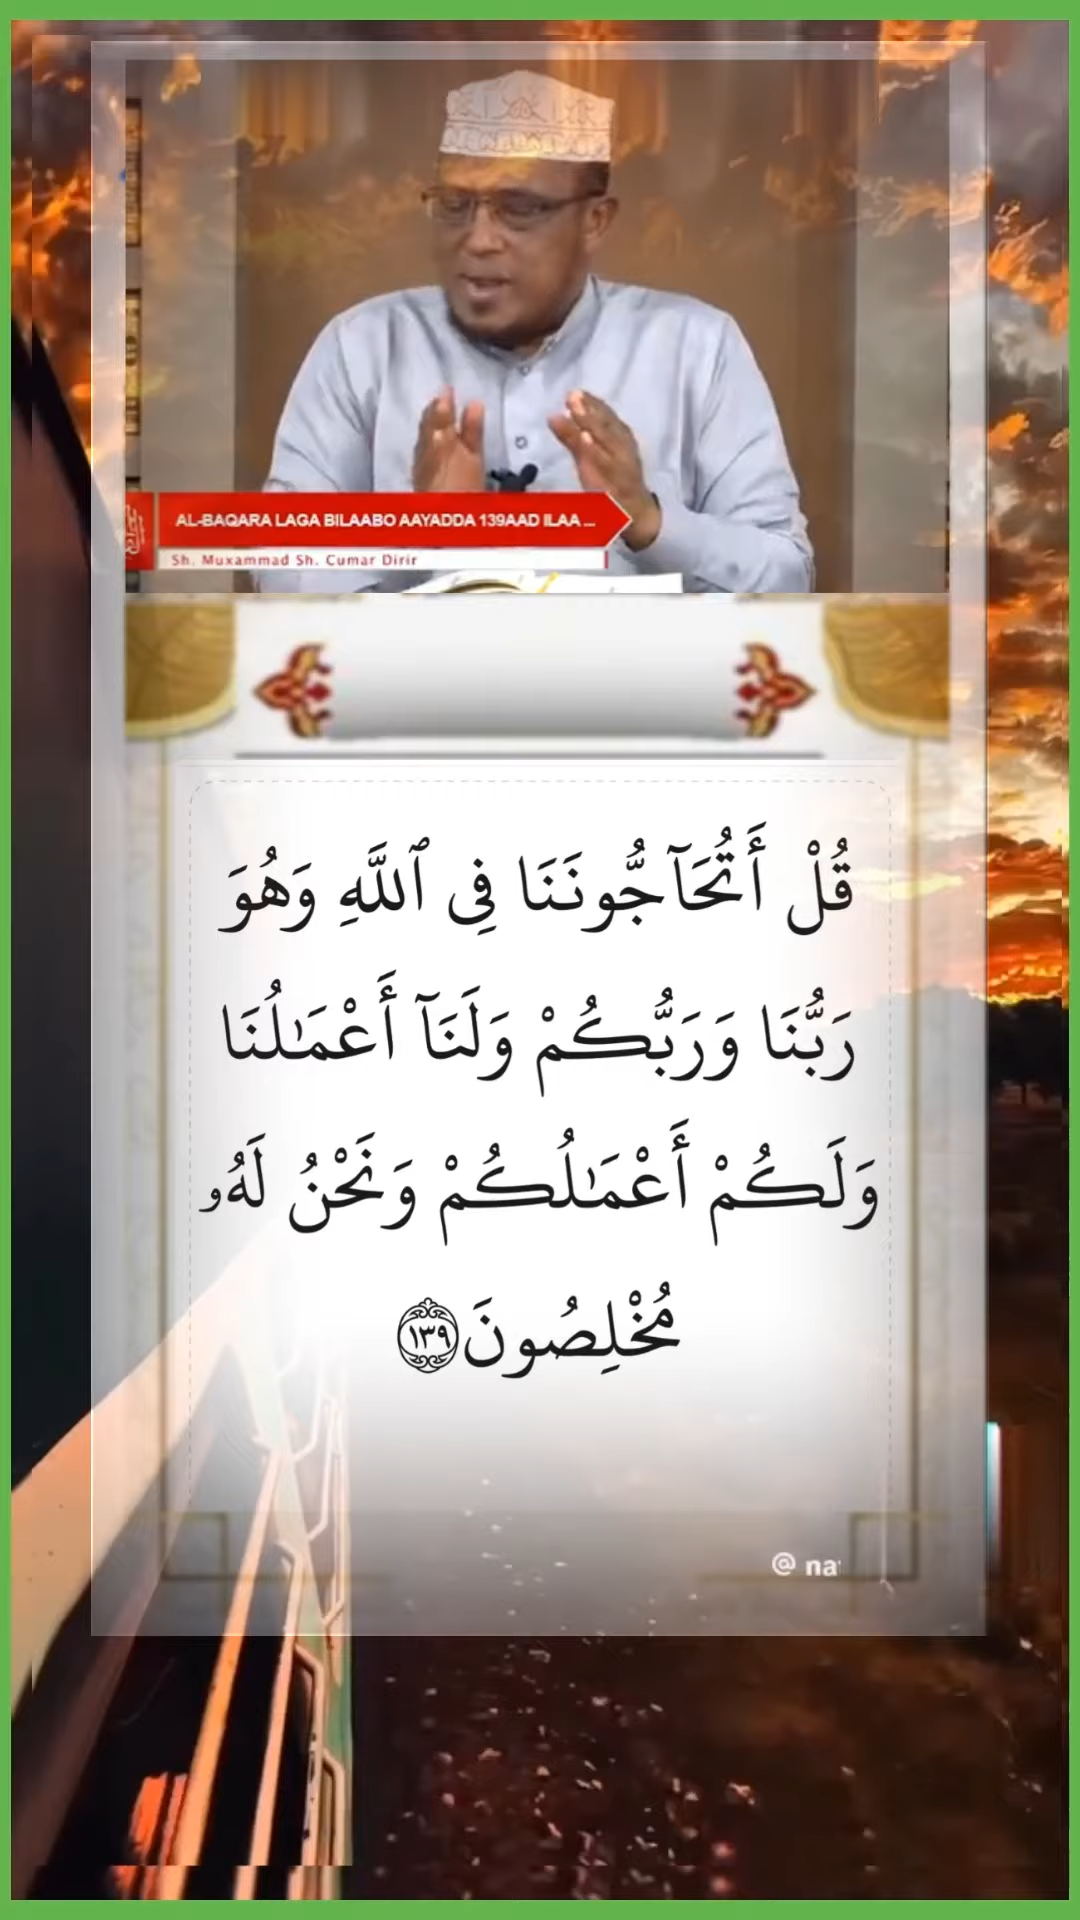 AL-BAQARA LAGA BILAABO AAYADDA 139AAD ILAA ...
Sh. Muxammad Sh. Cumar Dirir
قُلْ أَتُحَآجُّونَنَا فِى ٱللَّهِ وَهُوَ
رَبُّنَا وَرَبُّكُمْ وَلَنَآ أَعْمَـٰلُنَا
وَلَكُمْ أَعْمَـٰلُكُمْ وَنَحْنُ لَهُۥ
مُخْلِصُونَ ١٣٩
@ na